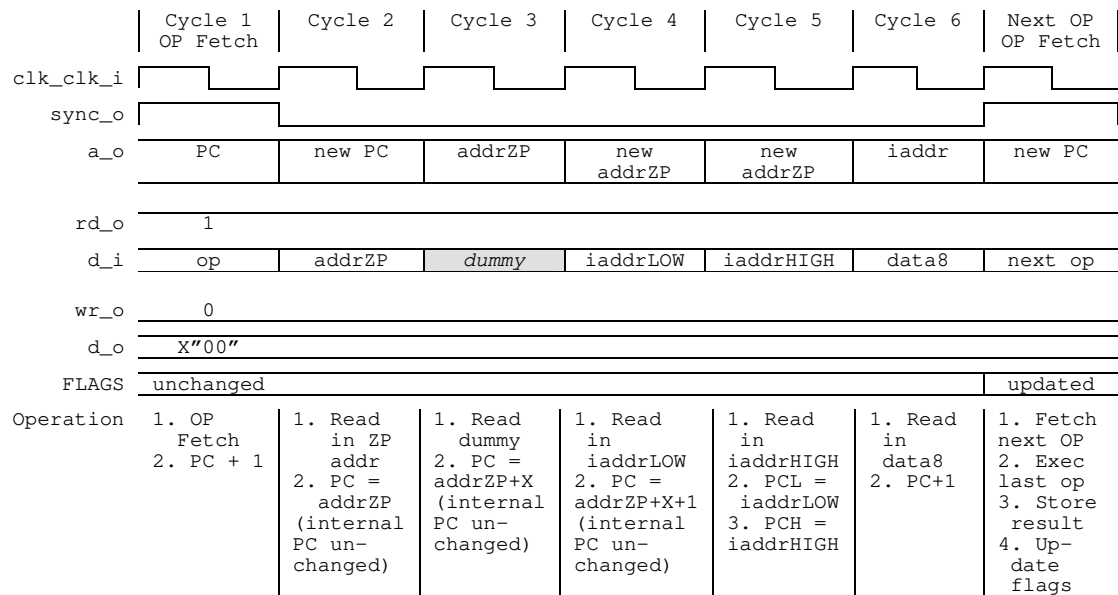 Cycle 1 Cycle 2 Cycle 3 Cycle 4 Cycle 5 Cycle 6 Next OP
OP Fetch OP Fetch
clk_clk_i
sync_o
a_o PC new PC addrZP new new iaddr new PC
addrZP addrZP
rd_o 1
d_i op addrZP dummy iaddrLOW iaddrHIGH data8 next op
wr_o 0
d_o X"00"
FLAGS unchanged updated
Operation 1. OP 1. Read 1. Read 1. Read 1. Read 1. Read 1. Fetch
Fetch in ZP dummy in in in next OP
2. PC + 1 addr 2. PC = iaddrLOW iaddrHIGH data8 2. Exec
2. PC = addrZP+X 2. PC = 2. PCL = 2. PC+1 last op
addrZP (internal addrZP+X+1 iaddrLOW 3. Store
(internal PC un- (internal 3. PCH = result
PC un- changed) PC un- iaddrHIGH 4. Up-
changed) changed) date
flags